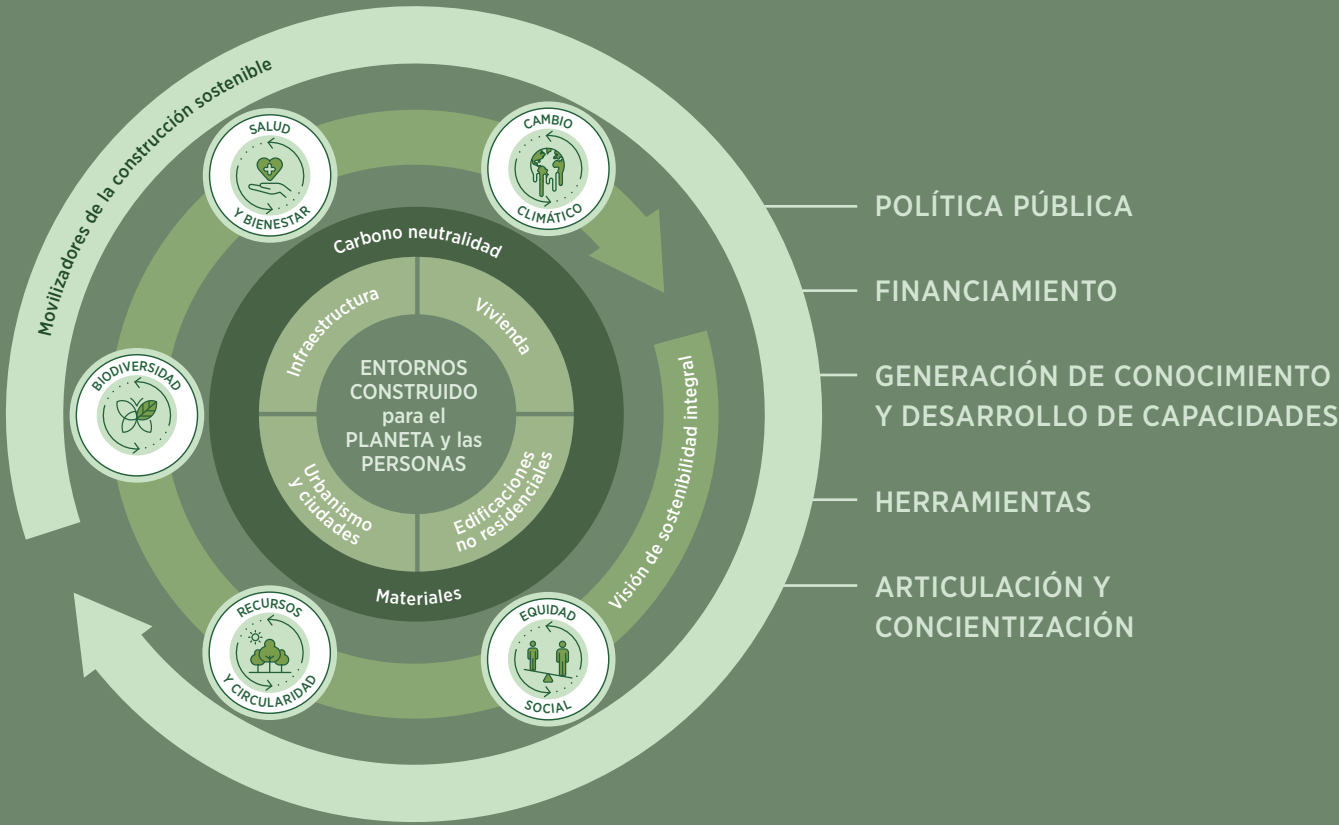 Movilizadores de la construcción sostenible
SALUD
Y BIENESTAR
CAMBIO
CLIMÁTICO
BIODIVERSIDAD
RECURSOS
Y CIRCULARIDAD
EQUIDAD
SOCIAL
Visión de sostenibilidad integral
Carbono neutralidad
Materiales
Infraestructura
Vivienda
Urbanismo
y ciudades
Edificaciones
no residenciales
ENTORNOS
CONSTRUIDO
para el
PLANETA y las
PERSONAS
POLÍTICA PÚBLICA
FINANCIAMIENTO
GENERACIÓN DE CONOCIMIENTO
Y DESARROLLO DE CAPACIDADES
HERRAMIENTAS
ARTICULACIÓN Y
CONCIENTIZACIÓN